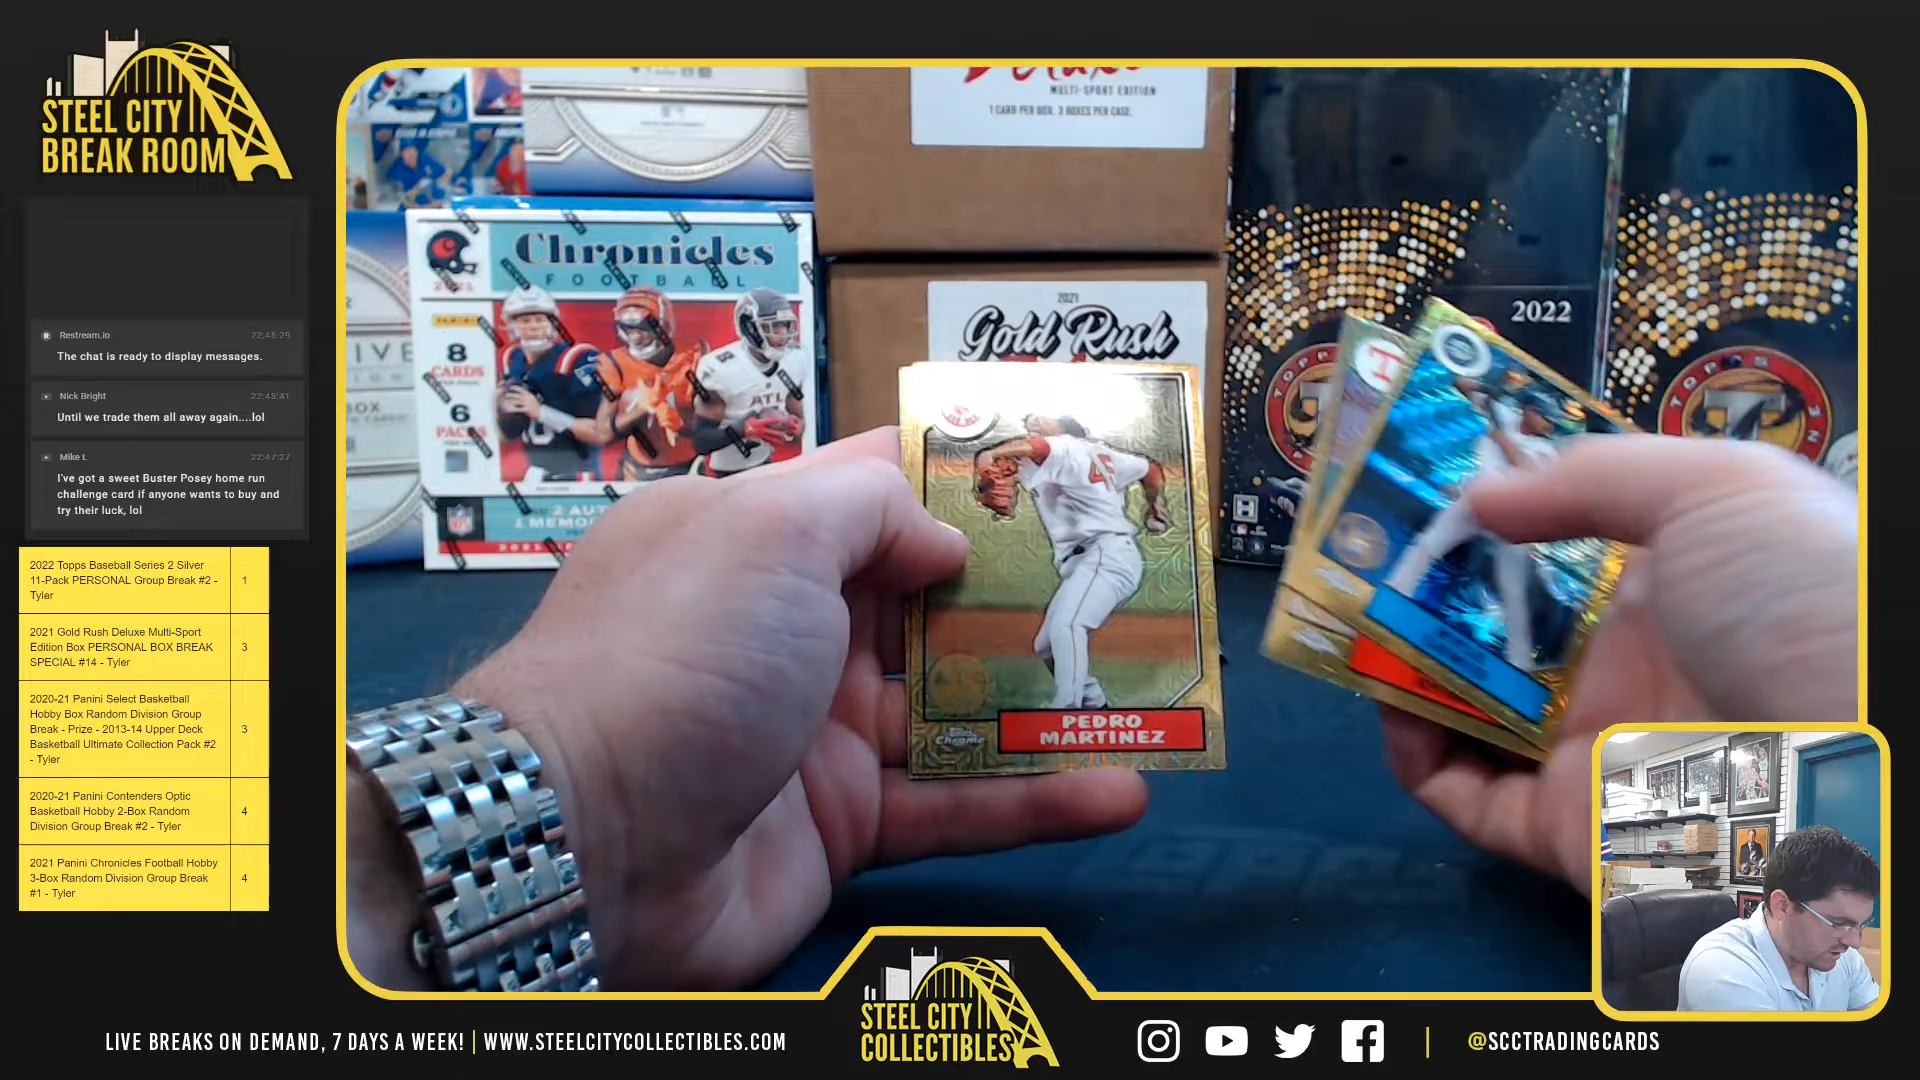 STEEL CITY
BREAK ROOM
Restream.io 22:45:29
The chat is ready to display messages.
Nick Bright 22:45:41
Until we trade them all away again....lol
Mike L 22:47:27
I've got a sweet Buster Posey home run
challenge card if anyone wants to buy and
try their luck, lol
2022 Topps Baseball Series 2 Silver
11-Pack PERSONAL Group Break #2 - 1
Tyler
2021 Gold Rush Deluxe Multi-Sport
Edition Box PERSONAL BOX BREAK 3
SPECIAL #14 - Tyler
2020-21 Panini Select Basketball
Hobby Box Random Division Group
Break - Prize - 2013-14 Upper Deck 3
Basketball Ultimate Collection Pack #2
- Tyler
2020-21 Panini Contenders Optic
Basketball Hobby 2-Box Random 4
Division Group Break #2 - Tyler
2021 Panini Chronicles Football Hobby
3-Box Random Division Group Break 4
#1 - Tyler
MULTI-SPORT EDITION
1 CARD PER BOX. 3 BOXES PER CASE.
Chronicles
FOOTBALL
2021
PANINI
8
CARDS
6
PACKS
ATL
NFL
2021
Gold Rush
2022
TOPPS
TOPPS
45
PEDRO
MARTINEZ
Chrome
STEEL CITY
COLLECTIBLES
LIVE BREAKS ON DEMAND, 7 DAYS A WEEK! | WWW.STEELCITYCOLLECTIBLES.COM
@SCCTRADINGCARDS